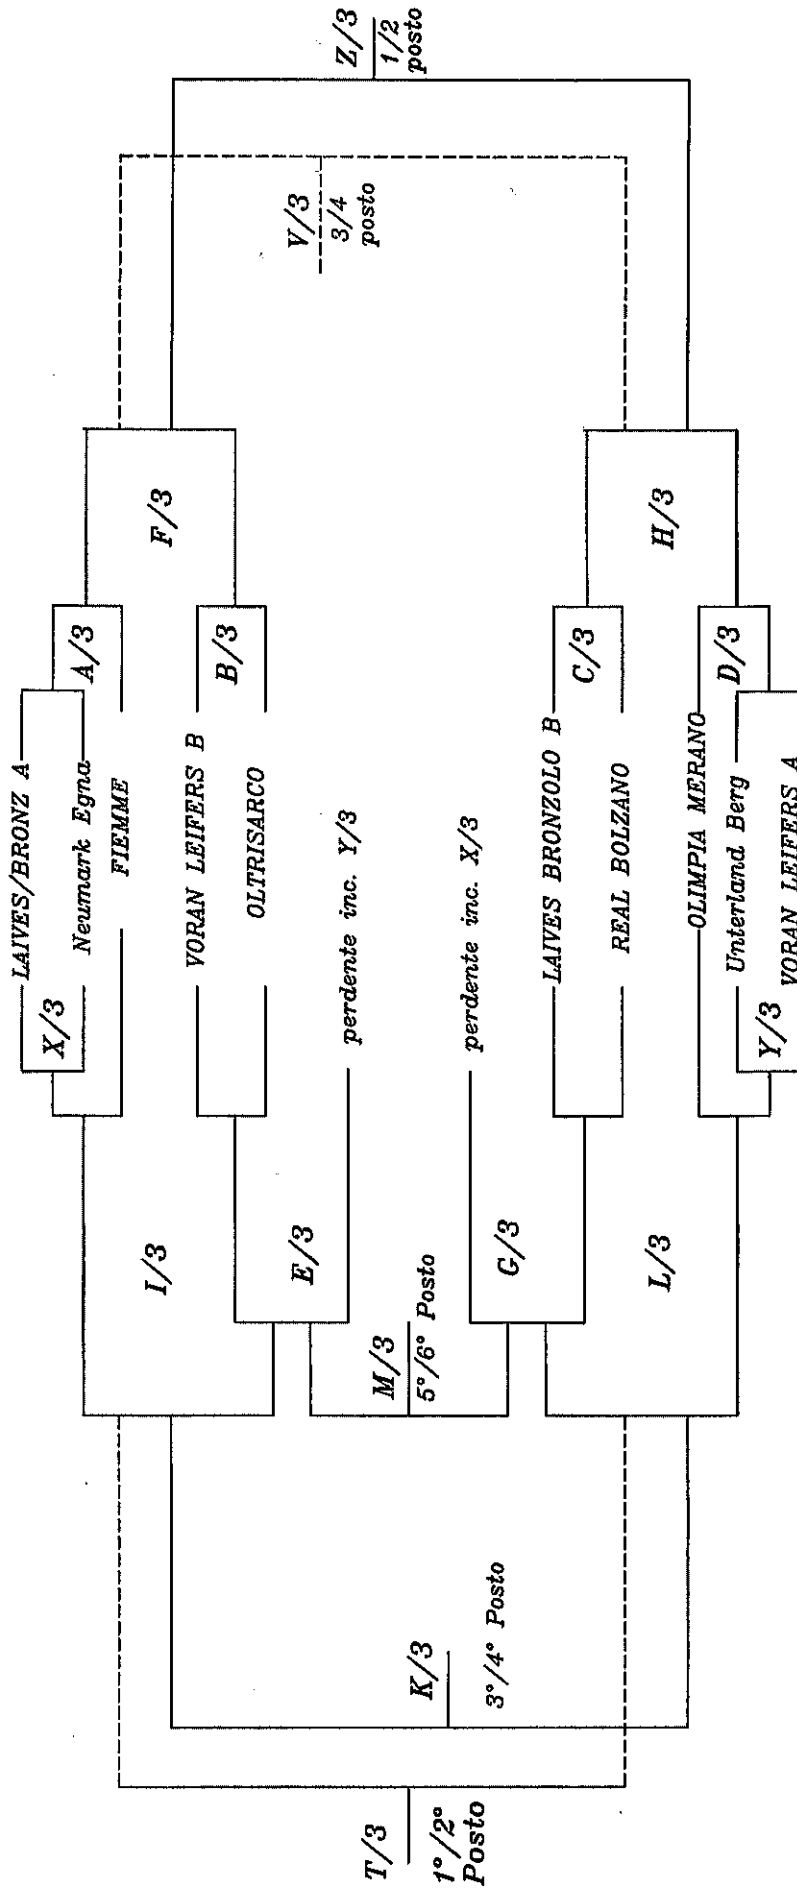 LAIVES/BRONZ A
X/3
A/3
Neumark Egna
FIEMME
I/3
F/3
VORAN LEIFERS B
B/3
OLTRISARCO
E/3
perdente inc. Y/3
T/3
1°/2°
Posto
K/3
3°/4° Posto
M/3
5°/6° Posto
V/3
3/4
posto
Z/3
1/2
posto
perdente inc. X/3
G/3
LAIVES BRONZOLO B
C/3
REAL BOLZANO
L/3
H/3
OLIMPIA MERANO
D/3
Unterland Berg
Y/3
VORAN LEIFERS A